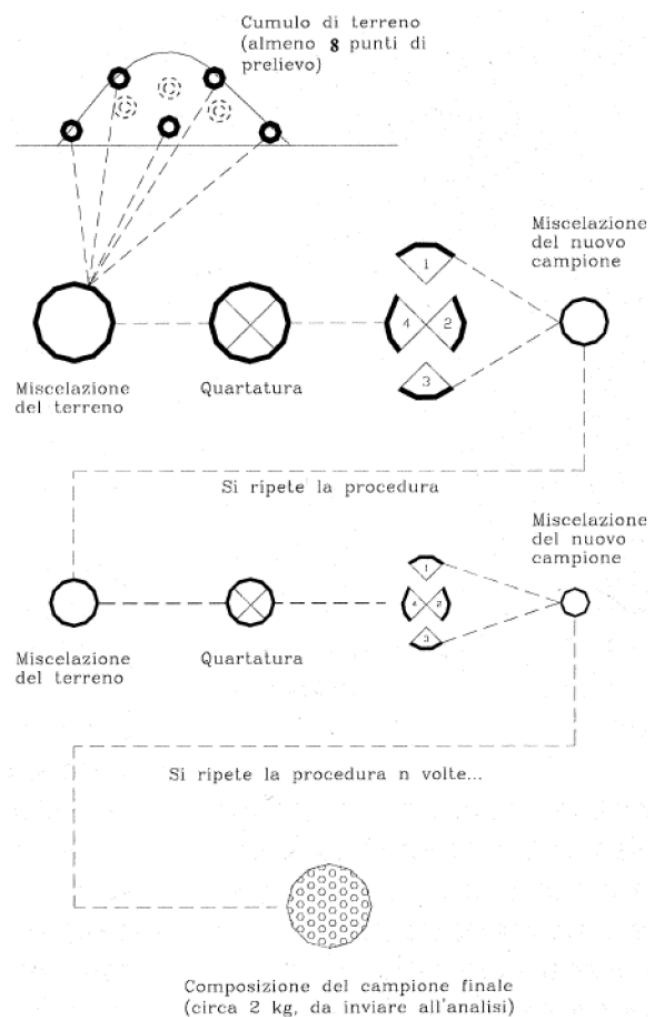 Cumulo di terreno
(almeno 8 punti di
prelievo)
Miscelazione
del nuovo
campione
1
4
2
3
Miscelazione
del terreno
Quartatura
Si ripete la procedura
Miscelazione
del nuovo
campione
1
4
2
3
Miscelazione
del terreno
Quartatura
Si ripete la procedura n volte...
Composizione del campione finale
(circa 2 kg, da inviare all'analisi)